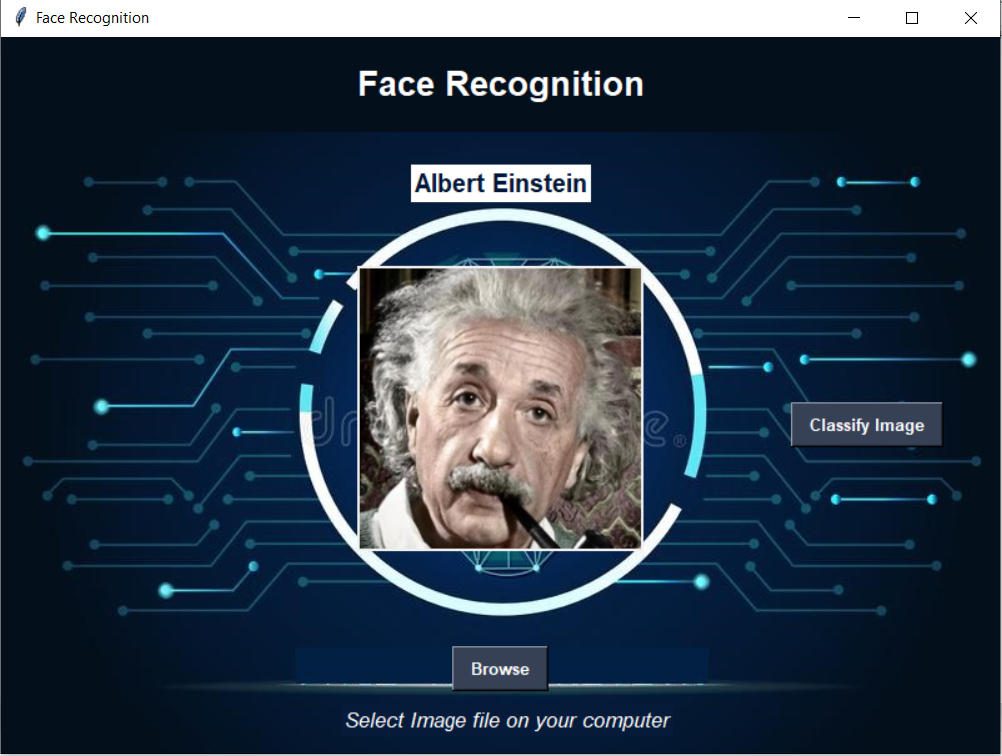 Face Recognition
Face Recognition
Albert Einstein
Classify Image
Browse
Select Image file on your computer